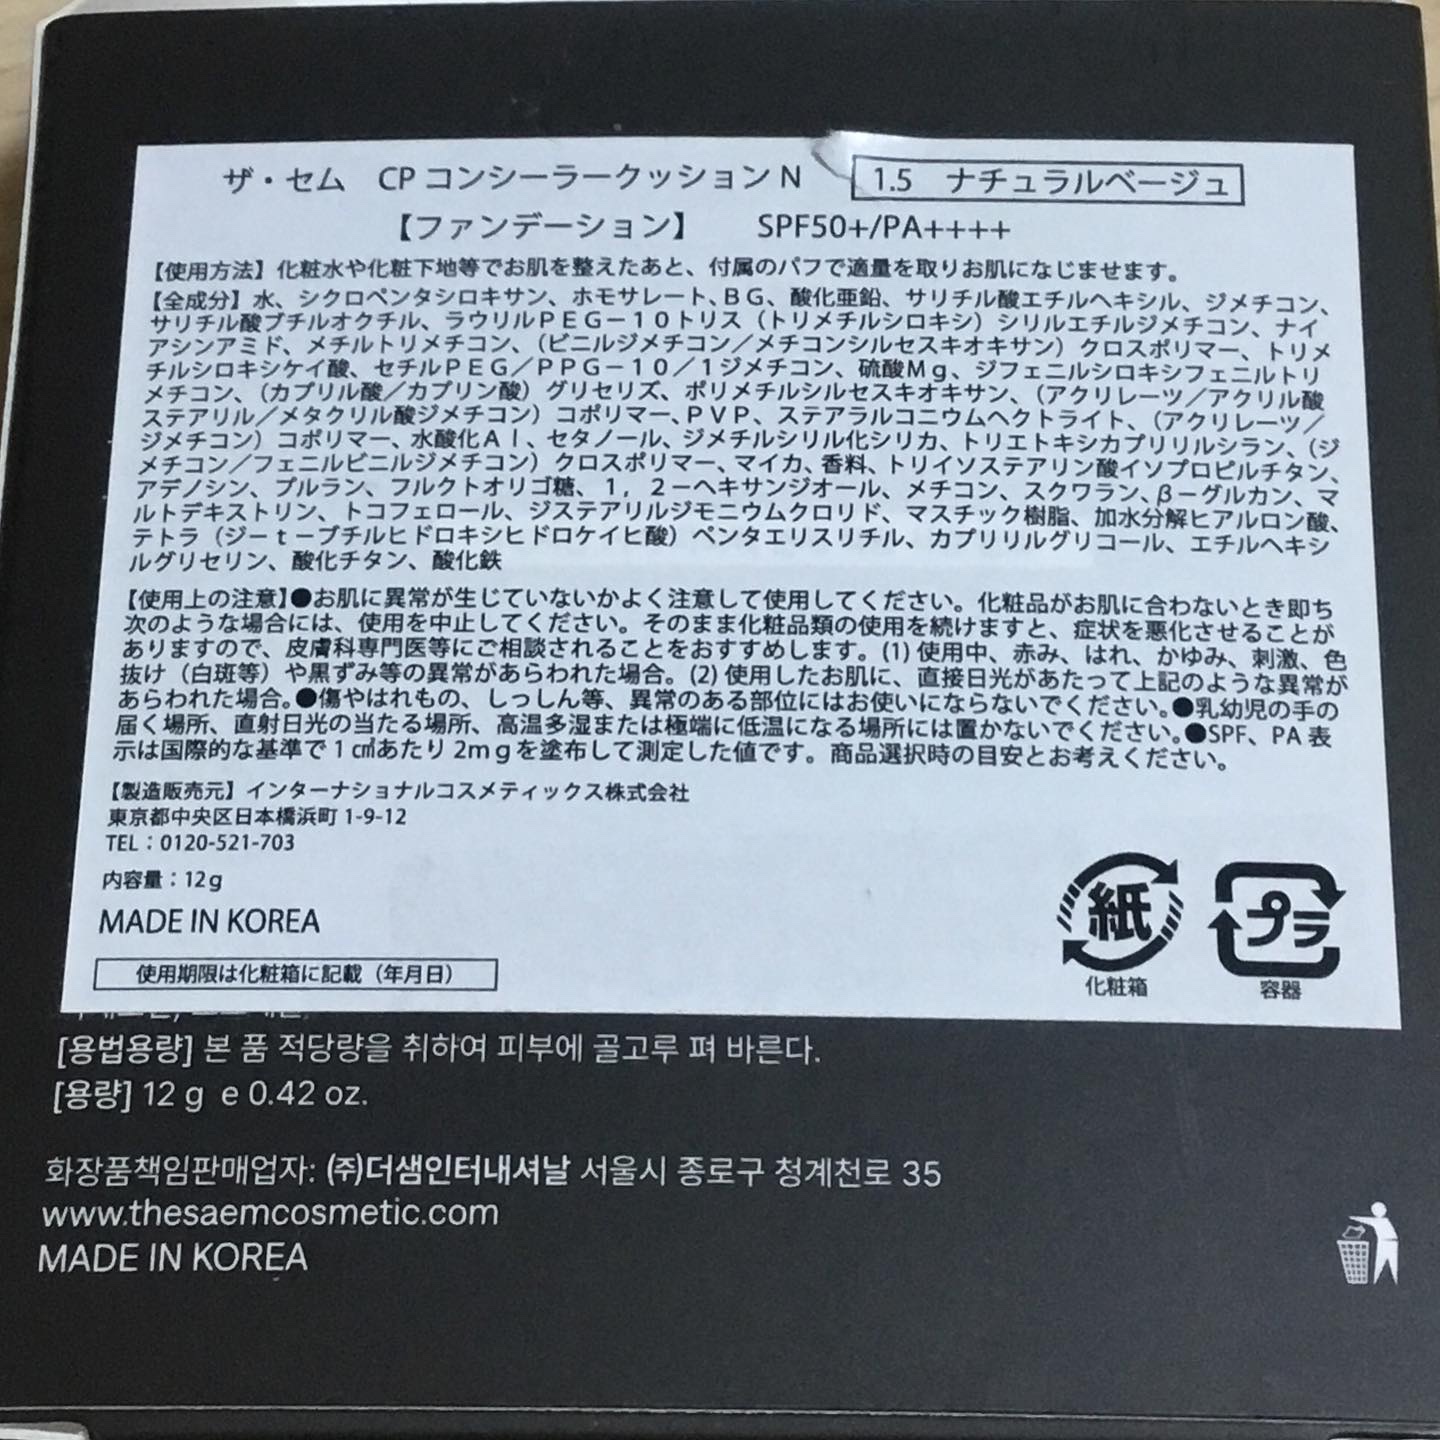 ザ・セム CP コンシーラークッション N 1.5 ナチュラルベージュ
【ファンデーション】 SPF50+/PA++++
【使用方法】化粧水や化粧下地等でお肌を整えたあと、付属のパフで適量を取りお肌になじませます。
【全成分】水、シクロペンタシロキサン、ホモサレート、ＢＧ、酸化亜鉛、サリチル酸エチルヘキシル、ジメチコン、
サリチル酸ブチルオクチル、ラウリルＰＥＧ－１０トリス（トリメチルシロキシ）シリルエチルジメチコン、ナイ
アシンアミド、メチルトリメチコン、（ビニルジメチコン／メチコンシルセスキオキサン）クロスポリマー、トリメ
チルシロキシケイ酸、セチルＰＥＧ／ＰＰＧ－１０／１ジメチコン、硫酸Ｍｇ、ジフェニルシロキシフェニルトリ
メチコン、（カプリル酸／カプリン酸）グリセリズ、ポリメチルシルセスキオキサン、（アクリレーツ／アクリル酸
ステアリル／メタクリル酸ジメチコン）コポリマー、ＰＶＰ、ステアラルコニウムヘクトライト、（アクリレーツ／
ジメチコン）コポリマー、水酸化Ａｌ、セタノール、ジメチルシリル化シリカ、トリエトキシカプリリルシラン、（ジ
メチコン／フェニルビニルジメチコン）クロスポリマー、マイカ、香料、トリイソステアリン酸イソプロピルチタン、
アデノシン、プルラン、フルクトオリゴ糖、１，２－ヘキサンジオール、メチコン、スクワラン、β－グルカン、マ
ルトデキストリン、トコフェロール、ジステアリルジモニウムクロリド、マスチック樹脂、加水分解ヒアルロン酸、
テトラ（ジ－ｔ－ブチルヒドロキシヒドロケイヒ酸）ペンタエリスリチル、カプリリルグリコール、エチルヘキシ
ルグリセリン、酸化チタン、酸化鉄
【使用上の注意】●お肌に異常が生じていないかよく注意して使用してください。化粧品がお肌に合わないとき即ち
次のような場合には、使用を中止してください。そのまま化粧品類の使用を続けますと、症状を悪化させることが
ありますので、皮膚科専門医等にご相談されることをおすすめします。(1) 使用中、赤み、はれ、かゆみ、刺激、色
抜け（白斑等）や黒ずみ等の異常があらわれた場合。(2) 使用したお肌に、直接日光があたって上記のような異常が
あらわれた場合。●傷やはれもの、しっしん等、異常のある部位にはお使いにならないでください。●乳幼児の手の
届く場所、直射日光の当たる場所、高温多湿または極端に低温になる場所には置かないでください。●SPF、PA 表
示は国際的な基準で 1 ㎠あたり 2mｇを塗布して測定した値です。商品選択時の目安とお考えください。
【製造販売元】インターナショナルコスメティックス株式会社
東京都中央区日本橋浜町 1-9-12
TEL：0120-521-703
内容量：12g
MADE IN KOREA
使用期限は化粧箱に記載（年月日）
紙
化粧箱
プラ
容器
[용법용량] 본 품 적당량을 취하여 피부에 골고루 펴 바른다.
[용량] 12 g e 0.42 oz.
화장품책임판매업자: (주)더샘인터내셔날 서울시 종로구 청계천로 35
www.thesaemcosmetic.com
MADE IN KOREA